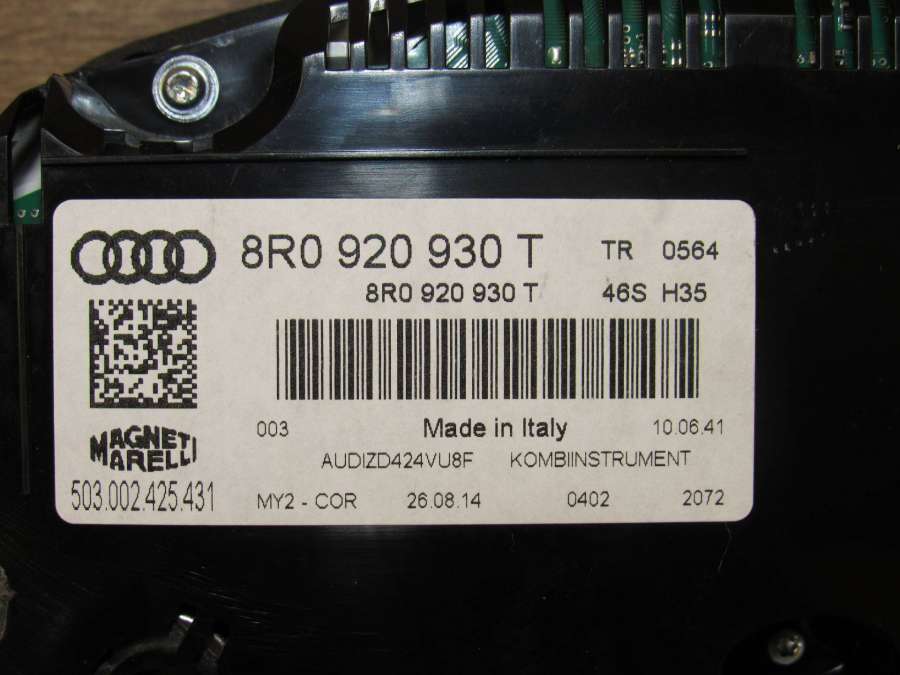 8R0 920 930 T TR 0564
8R0 920 930 T 46S H35
003 Made in Italy 10.06.41
MAGNETI
MARELLI
AUDIZD424VU8F KOMBIINSTRUMENT
503.002.425.431 MY2 - COR 26.08.14 0402 2072